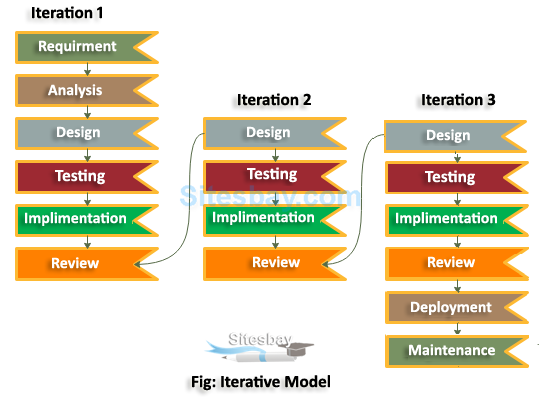 Iteration 1
Requirment
Analysis
Design
Testing
Implimentation
Review
Iteration 2
Design
Testing
Implimentation
Review
Iteration 3
Design
Testing
Implimentation
Review
Deployment
Maintenance
Sitesbay.com
Sitesbay
Fig: Iterative Model